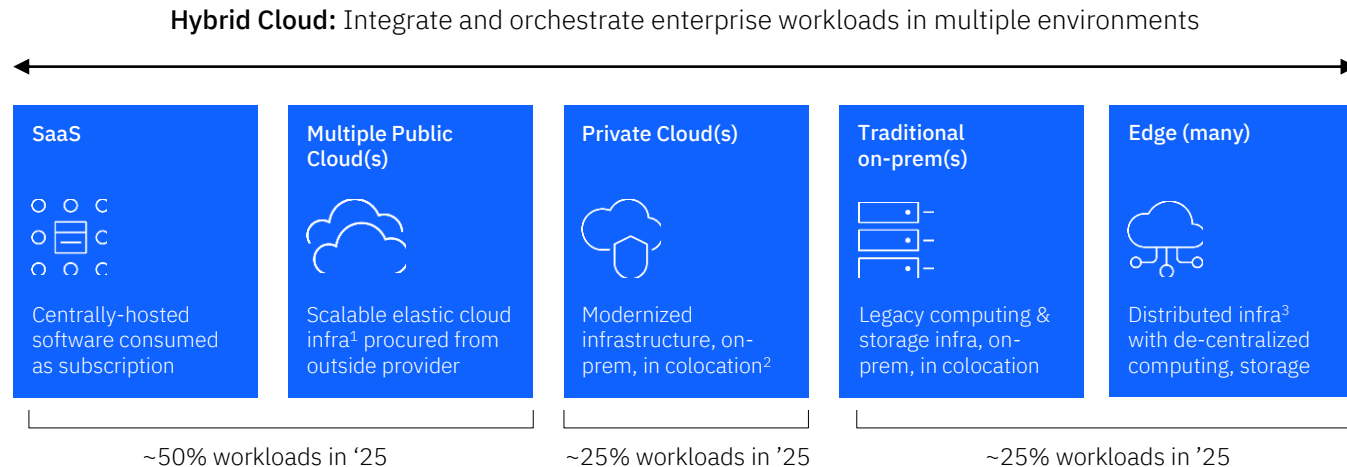 Hybrid Cloud: Integrate and orchestrate enterprise workloads in multiple environments
SaaS
Centrally-hosted
software consumed
as subscription
Multiple Public
Cloud(s)
Scalable elastic cloud
infra¹ procured from
outside provider
Private Cloud(s)
Modernized
infrastructure, on-
prem, in colocation²
Traditional
on-prem(s)
Legacy computing &
storage infra, on-
prem, in colocation
Edge (many)
Distributed infra³
with de-centralized
computing, storage
~50% workloads in ‘25
~25% workloads in ’25
~25% workloads in ’25